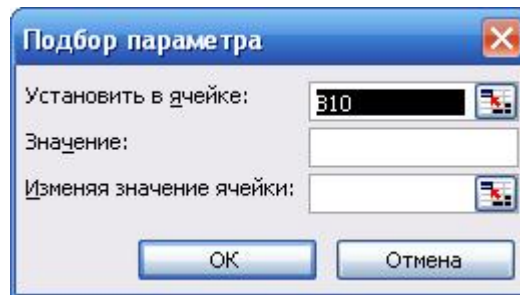 Подбор параметра
Установить в ячейке:
B10
Значение:
Изменяя значение ячейки:
ОК
Отмена